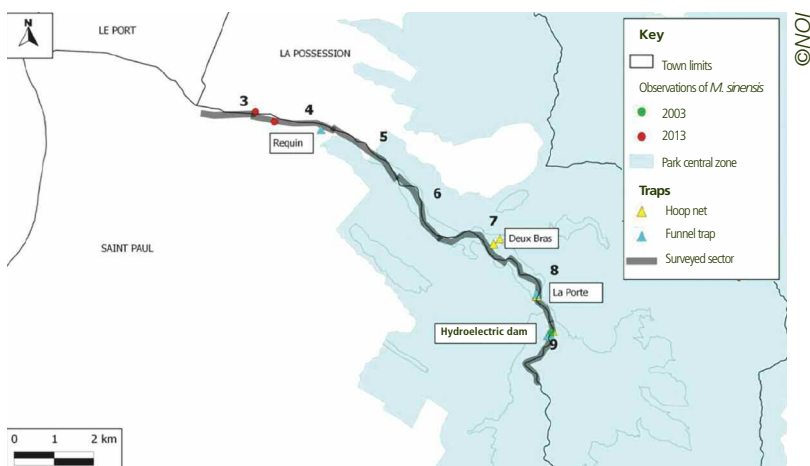 N
LE PORT
LA POSSESSION
3
4
5
Requin
6
7
Deux Bras
SAINT PAUL
8
La Porte
Hydroelectric dam
9
0 1 2 km
Key
Town limits
Observations of M. sinensis
2003
2013
Park central zone
Traps
Hoop net
Funnel trap
Surveyed sector
©NOI